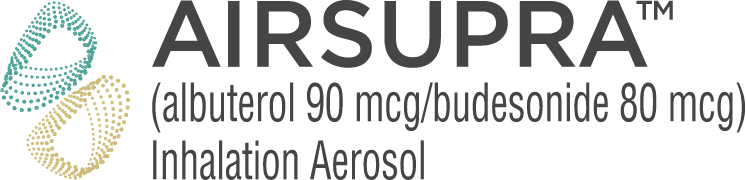 AIRSUPRA™
(albuterol 90 mcg/budesonide 80 mcg)
Inhalation Aerosol